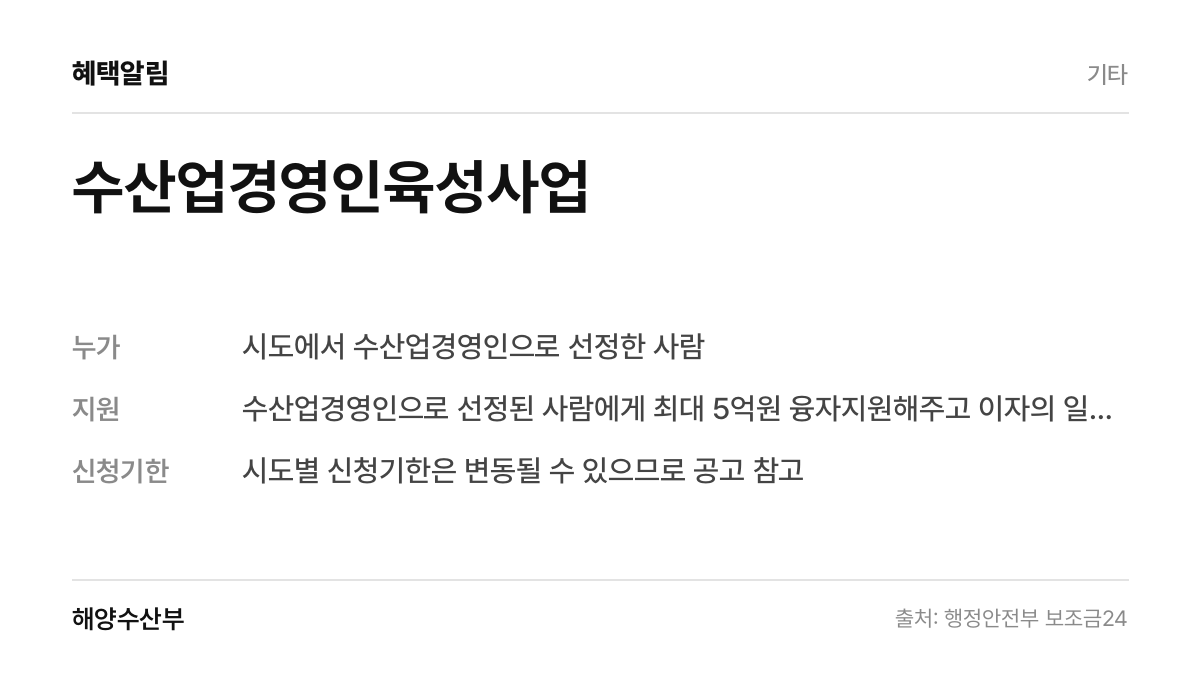 혜택알림
기타
수산업경영인육성사업
누가 시도에서 수산업경영인으로 선정한 사람
지원 수산업경영인으로 선정된 사람에게 최대 5억원 융자지원해주고 이자의 일...
신청기한 시도별 신청기한은 변동될 수 있으므로 공고 참고
해양수산부
출처: 행정안전부 보조금24